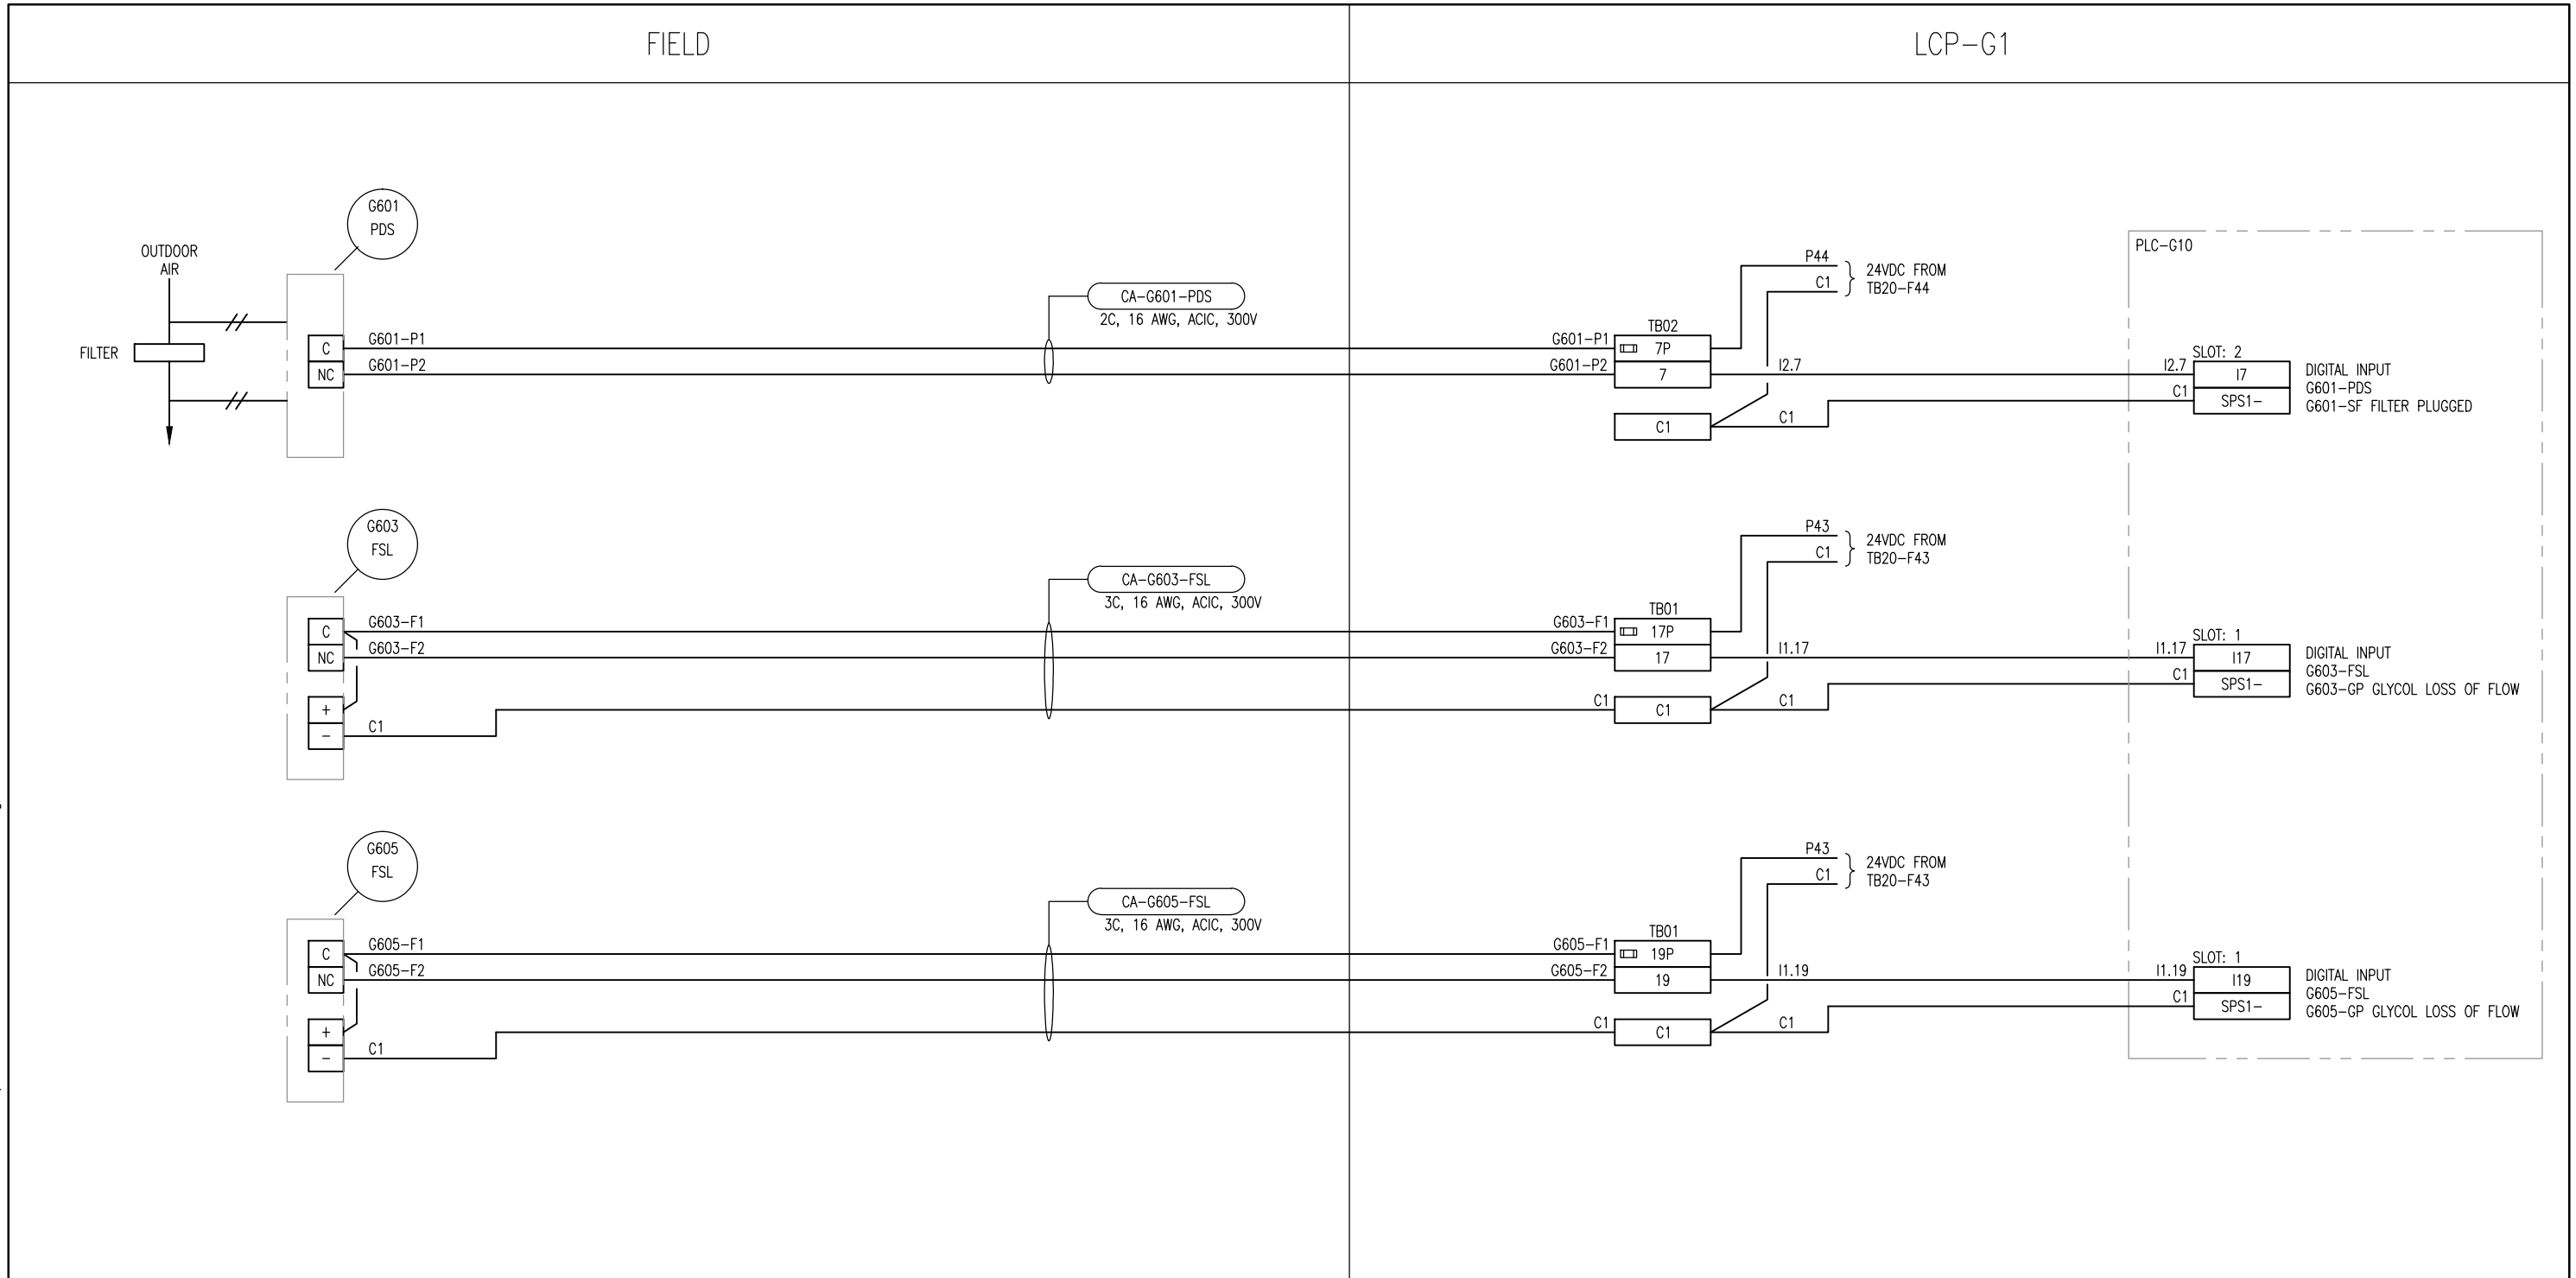 FIELD
LCP-G1
G601
PDS
OUTDOOR
AIR
FILTER
C
NC
G601-P1
G601-P2
CA-G601-PDS
2C, 16 AWG, ACIC, 300V
G601-P1
G601-P2
TB02
7P
7
C1
P44
C1
24VDC FROM
TB20-F44
I2.7
C1
PLC-G10
I2.7
C1
SLOT: 2
I7
SPS1-
DIGITAL INPUT
G601-PDS
G601-SF FILTER PLUGGED
G603
FSL
C
NC
+
-
G603-F1
G603-F2
C1
CA-G603-FSL
3C, 16 AWG, ACIC, 300V
G603-F1
G603-F2
C1
TB01
17P
17
C1
P43
C1
24VDC FROM
TB20-F43
I1.17
C1
I1.17
C1
SLOT: 1
I17
SPS1-
DIGITAL INPUT
G603-FSL
G603-GP GLYCOL LOSS OF FLOW
G605
FSL
C
NC
+
-
G605-F1
G605-F2
C1
CA-G605-FSL
3C, 16 AWG, ACIC, 300V
G605-F1
G605-F2
C1
TB01
19P
19
C1
P43
C1
24VDC FROM
TB20-F43
I1.19
C1
I1.19
C1
SLOT: 1
I19
SPS1-
DIGITAL INPUT
G605-FSL
G605-GP GLYCOL LOSS OF FLOW